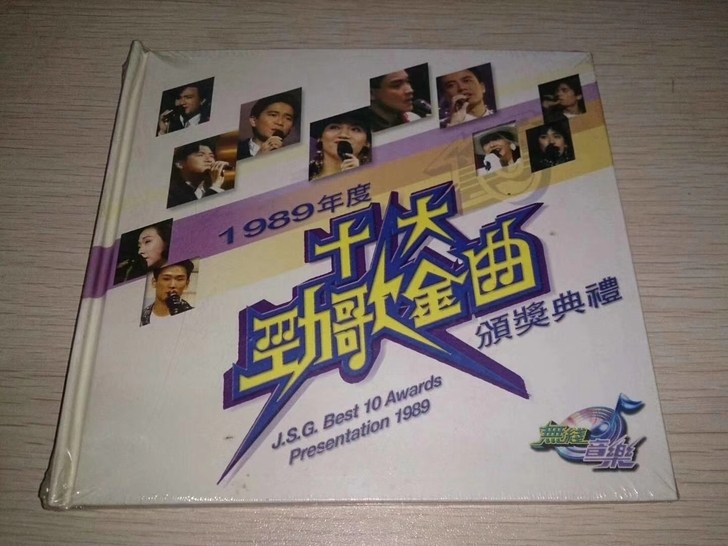 1989年度
十大
勁歌金曲
頒獎典禮
J.S.G. Best 10 Awards
Presentation 1989
無綫
音樂